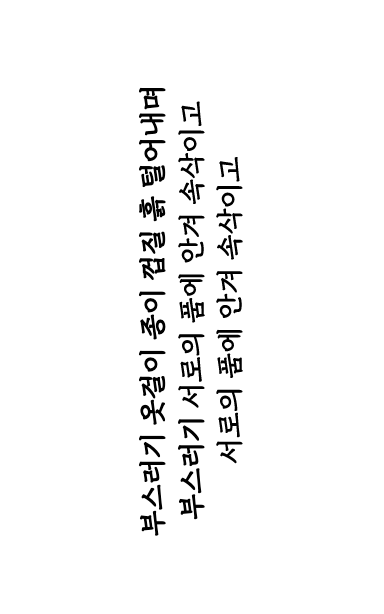 부스러기 옷걸이 종이 껍질 흙 털어내며
부스러기 서로의 품에 안겨 속삭이고
서로의 품에 안겨 속삭이고